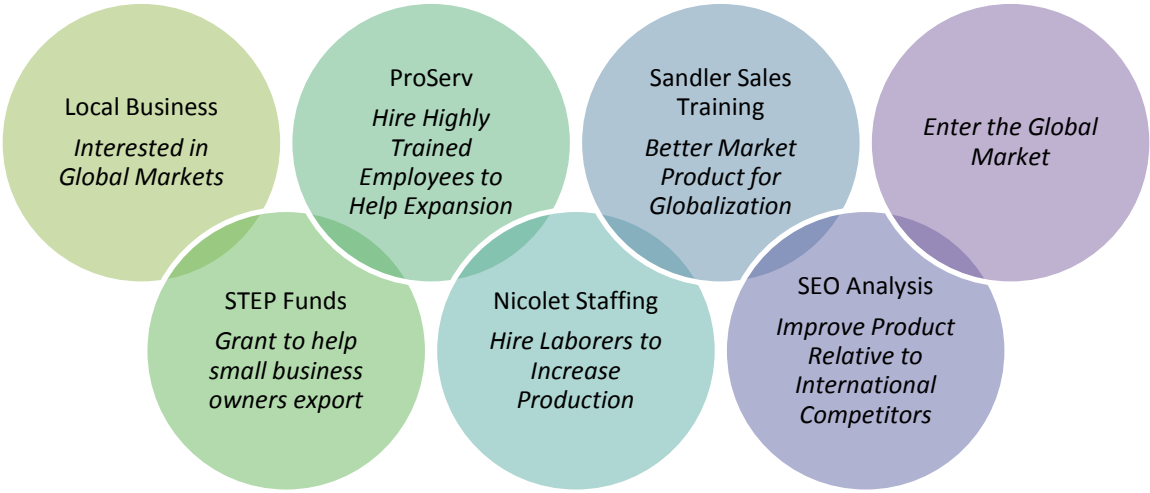 Local Business
Interested in
Global Markets
STEP Funds
Grant to help
small business
owners export
ProServ
Hire Highly
Trained
Employees to
Help Expansion
Nicolet Staffing
Hire Laborers to
Increase
Production
Sandler Sales
Training
Better Market
Product for
Globalization
SEO Analysis
Improve Product
Relative to
International
Competitors
Enter the Global
Market